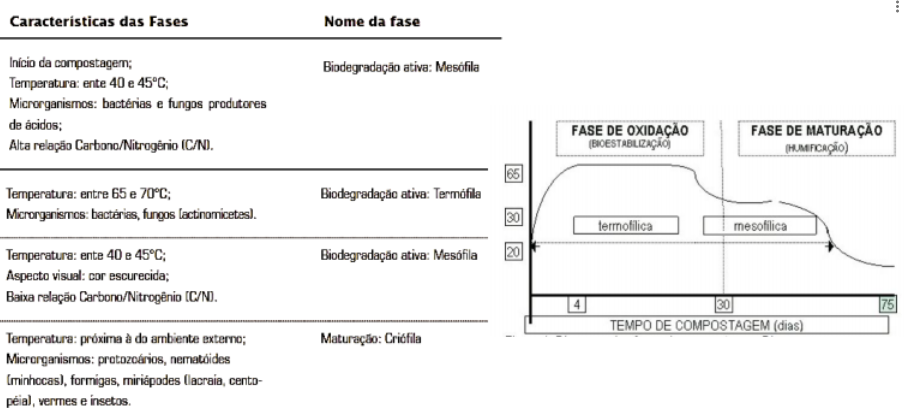 Características das Fases Nome da fase
Início da compostagem;
Temperatura: ente 40 e 45°C;
Microrganismos: bactérias e fungos produtores
de ácidos;
Alta relação Carbono/Nitrogênio (C/N).
Biodegradação ativa: Mesófila
Temperatura: entre 65 e 70°C;
Microrganismos: bactérias, fungos (actinomicetes).
Biodegradação ativa: Termófila
Temperatura: ente 40 e 45°C;
Aspecto visual: cor escurecida;
Baixa relação Carbono/Nitrogênio (C/N).
Biodegradação ativa: Mesófila
Temperatura: próxima à do ambiente externo;
Microrganismos: protozoários, nematóides
(minhocas), formigas, miriápodes (lacraia, cento-
péia), vermes e insetos.
Maturação: Criófila
FASE DE OXIDAÇÃO
(BIOESTABILIZAÇÃO)
FASE DE MATURAÇÃO
(HUMIFICAÇÃO)
65
30
20
termofílica
mesofílica
4
30
75
TEMPO DE COMPOSTAGEM (dias)